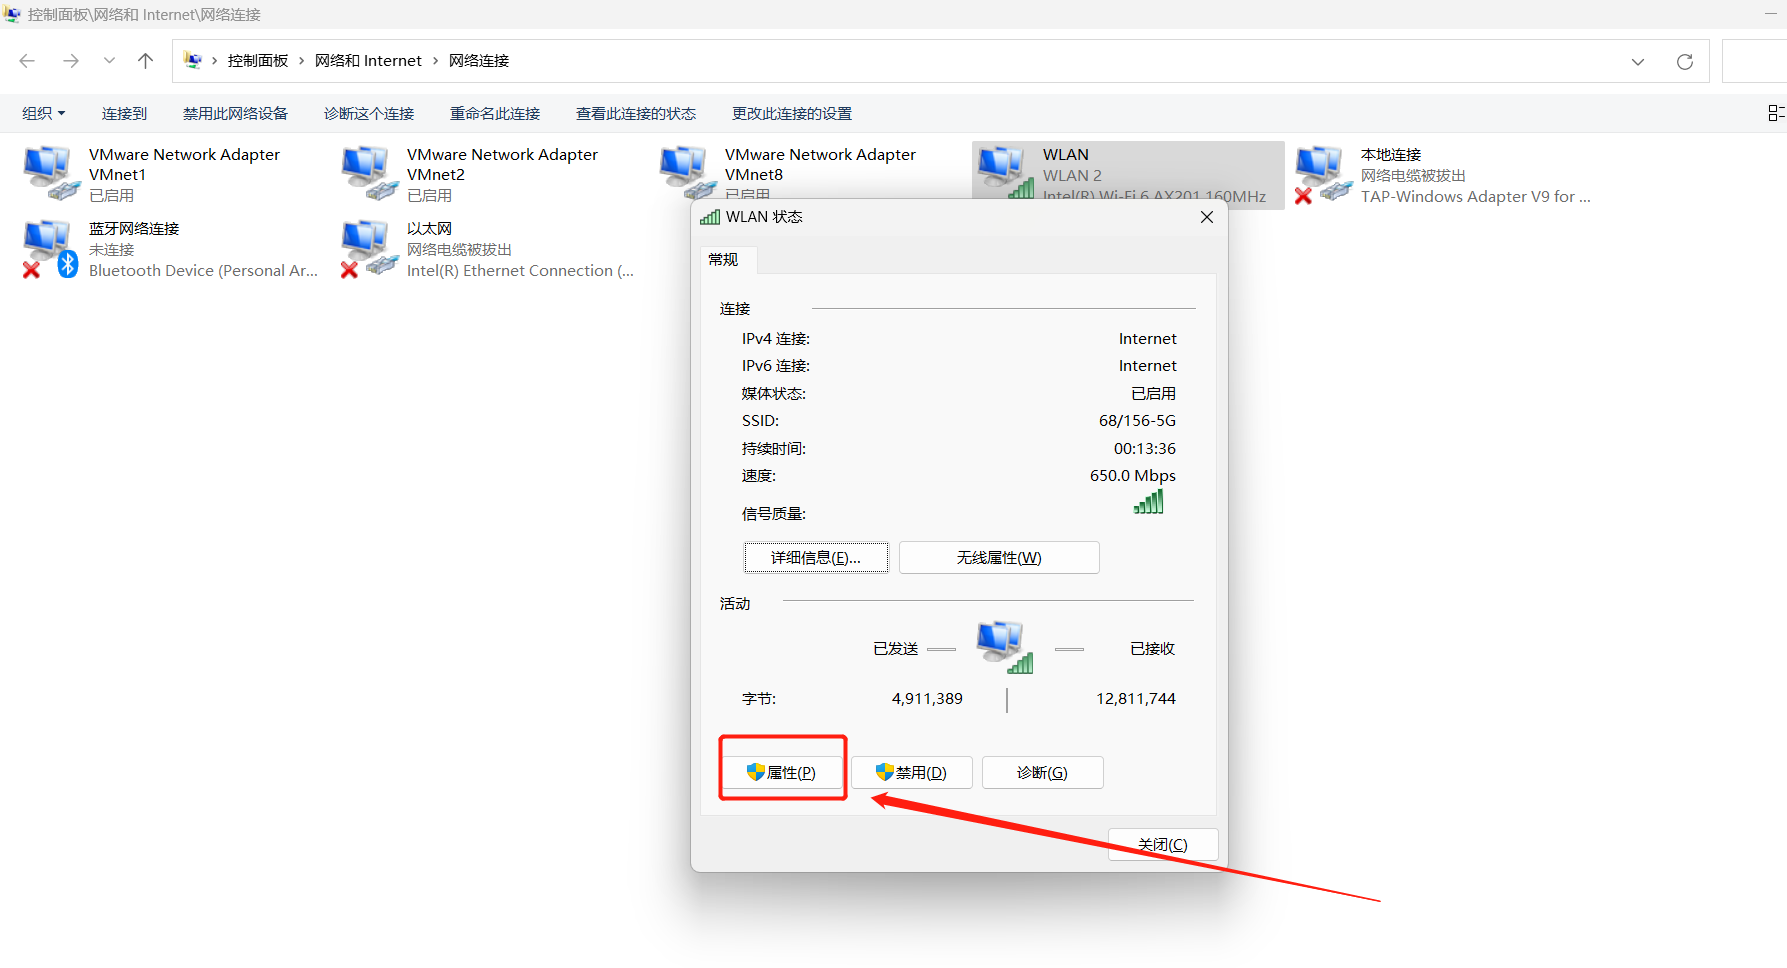 控制面板\网络和 Internet\网络连接
控制面板 › 网络和 Internet › 网络连接
组织 连接到 禁用此网络设备 诊断这个连接 重命名此连接 查看此连接的状态 更改此连接的设置
VMware Network Adapter
VMnet1
已启用
VMware Network Adapter
VMnet2
已启用
VMware Network Adapter
VMnet8
已启用
WLAN
WLAN 2
Intel(R) Wi-Fi 6 AX201 160MHz
本地连接
网络电缆被拔出
TAP-Windows Adapter V9 for ...
蓝牙网络连接
未连接
Bluetooth Device (Personal Ar...
以太网
网络电缆被拔出
Intel(R) Ethernet Connection (...
WLAN 状态
常规
连接
IPv4 连接: Internet
IPv6 连接: Internet
媒体状态: 已启用
SSID: 68/156-5G
持续时间: 00:13:36
速度: 650.0 Mbps
信号质量:
详细信息(E)... 无线属性(W)
活动
已发送 已接收
字节: 4,911,389 12,811,744
属性(P) 禁用(D) 诊断(G)
关闭(C)